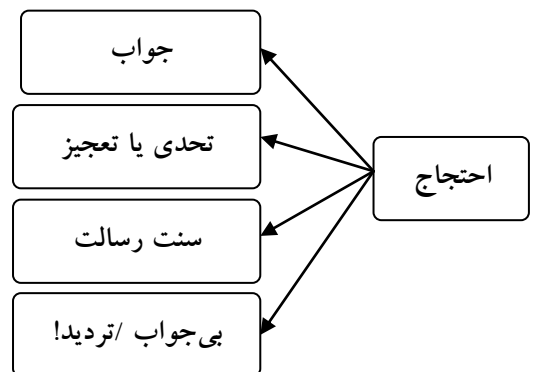 احتجاج
جواب
تحدی یا تعجیز
سنت رسالت
بی‌جواب /تردید!